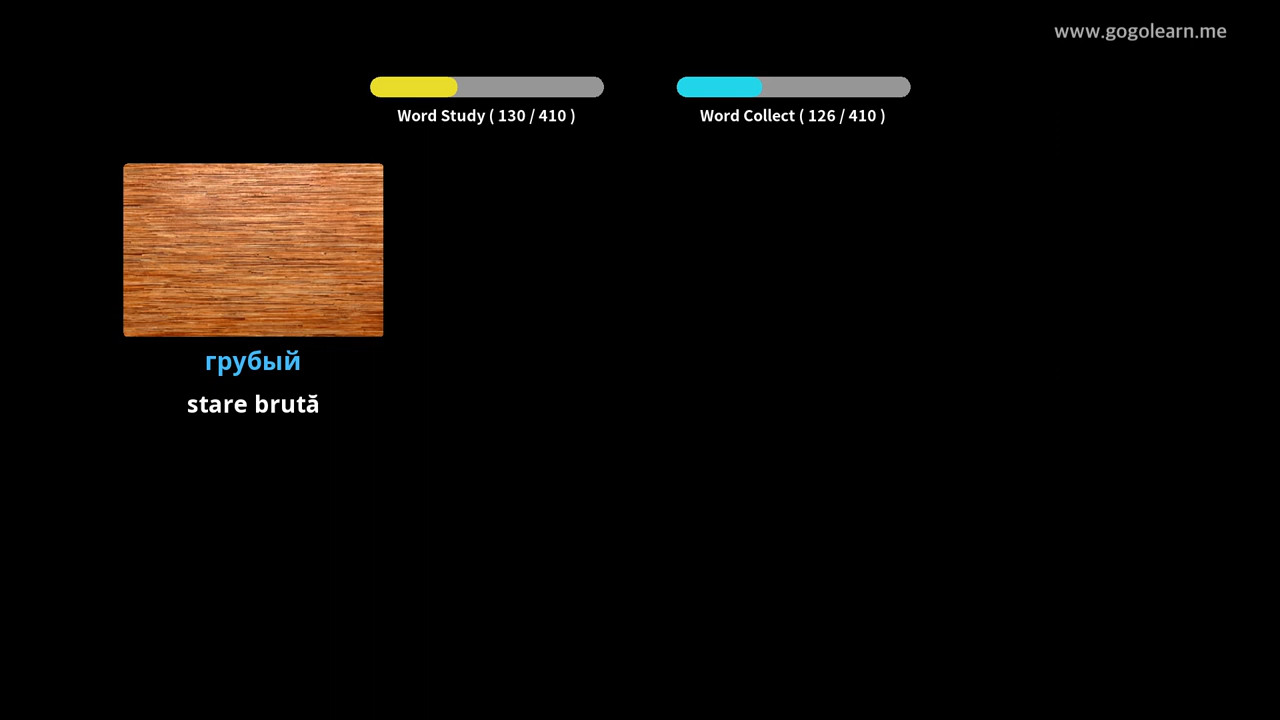 www.gogolearn.me
Word Study ( 130 / 410 )
Word Collect ( 126 / 410 )
грубый
stare brută